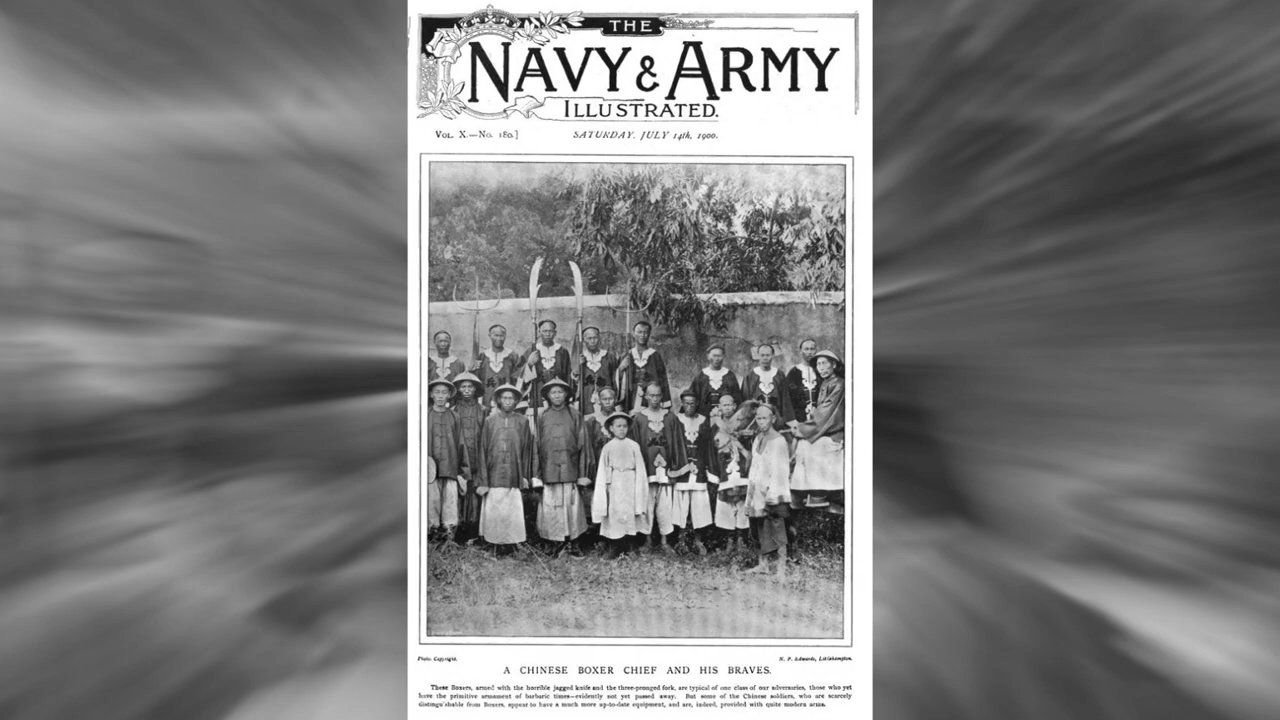 THE
NAVY & ARMY
ILLUSTRATED.
VOL. X.—NO. 180.]
SATURDAY, JULY 14th, 1900.
Photo: Copyright.
N. P. Edwards, Littlehampton.
A CHINESE BOXER CHIEF AND HIS BRAVES.
These Boxers, armed with the horrible jagged knife and the three-pronged fork, are typical of one class of our adversaries, those who yet
have the primitive armament of barbaric times—evidently not yet passed away. But some of the Chinese soldiers, who are scarcely
distinguishable from Boxers, appear to have a much more up-to-date equipment, and are, indeed, provided with quite modern arms.